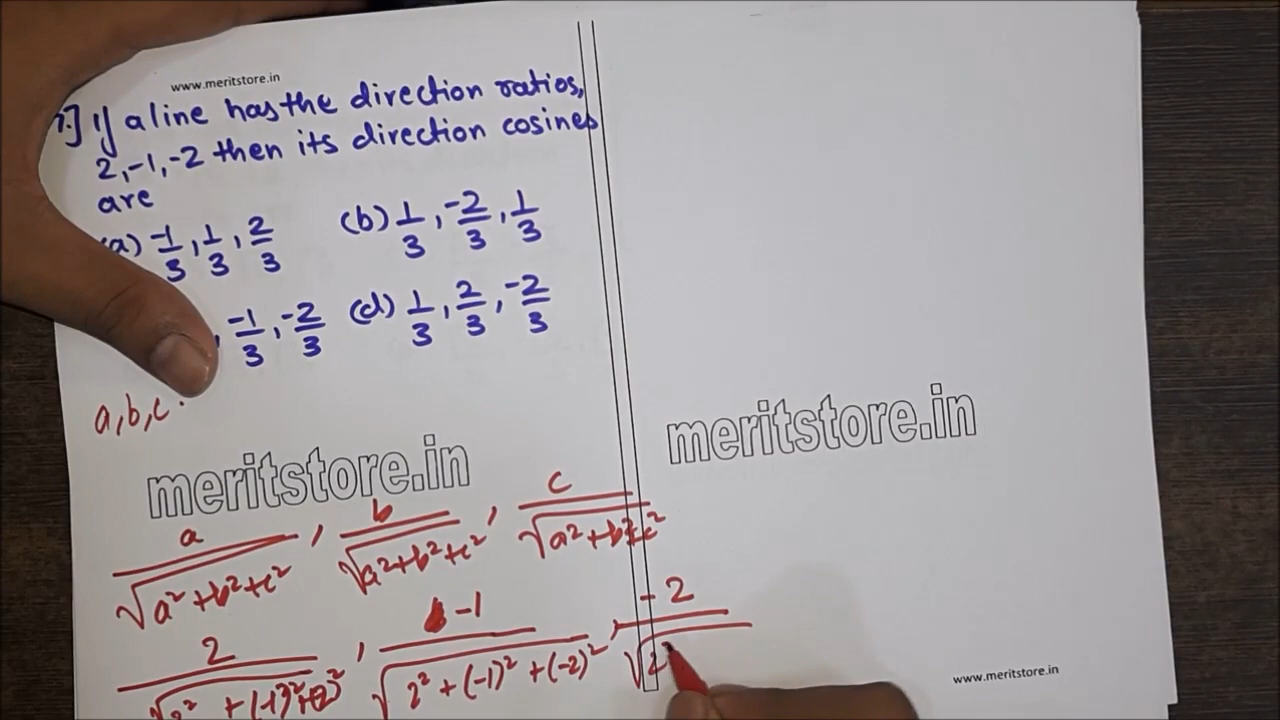 www.meritstore.in
] If a line has the direction ratios,
2, -1, -2 then its direction cosines
are
a) -1/3, 1/3, 2/3 (b) 1/3, -2/3, 1/3
, -1/3, -2/3 (d) 1/3, 2/3, -2/3
a, b, c
meritstore.in
meritstore.in
a/√a²+b²+c² , b/√a²+b²+c² , c/√a²+b²+c²
2/√2²+(-1)²+(-2)² , -1/√2²+(-1)²+(-2)² , -2/√2
www.meritstore.in